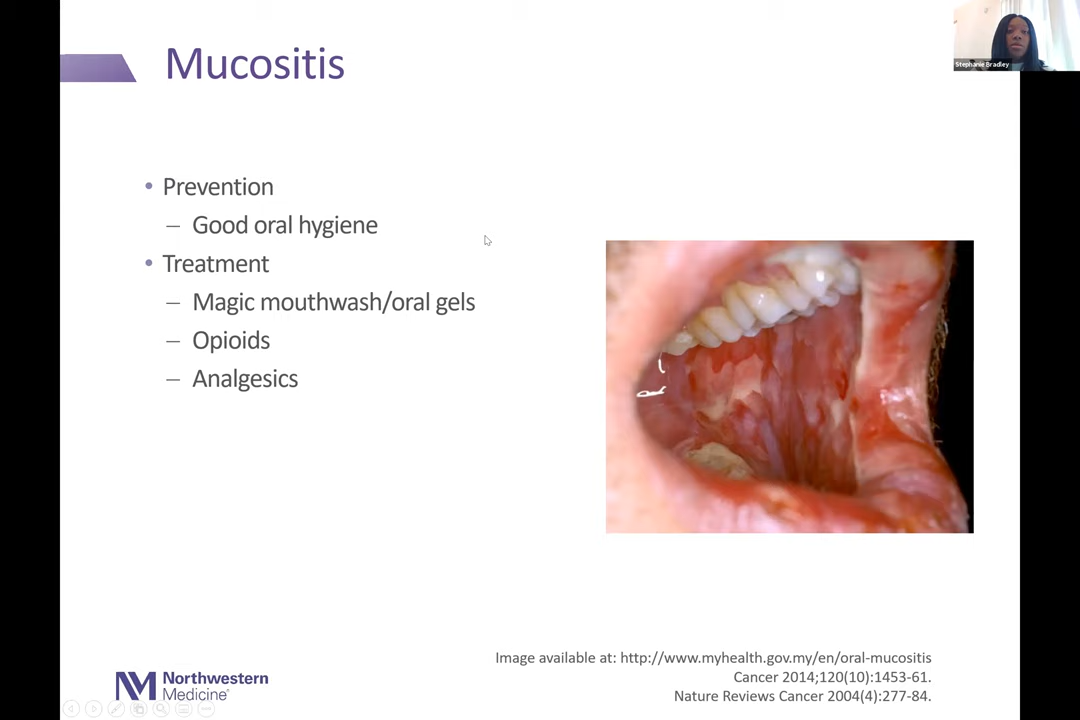 Mucositis
Stephanie Bradley
• Prevention
– Good oral hygiene
• Treatment
– Magic mouthwash/oral gels
– Opioids
– Analgesics
Image available at: http://www.myhealth.gov.my/en/oral-mucositis
Cancer 2014;120(10):1453-61.
Nature Reviews Cancer 2004(4):277-84.
NM Northwestern
Medicine®